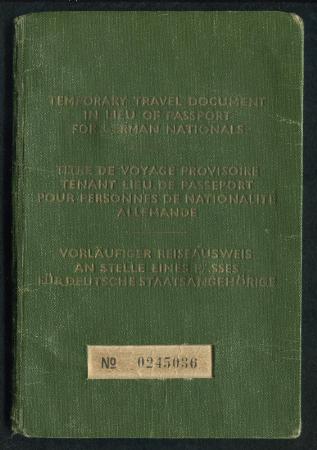 TEMPORARY TRAVEL DOCUMENT
IN LIEU OF PASSPORT
FOR GERMAN NATIONALS
TITRE DE VOYAGE PROVISOIRE
TENANT LIEU DE PASSEPORT
POUR PERSONNES DE NATIONALITÉ
ALLEMANDE
VORLÄUFIGER REISEAUSWEIS
AN STELLE EINES PASSES
FÜR DEUTSCHE STAATSANGEHÖRIGE
No 0245036